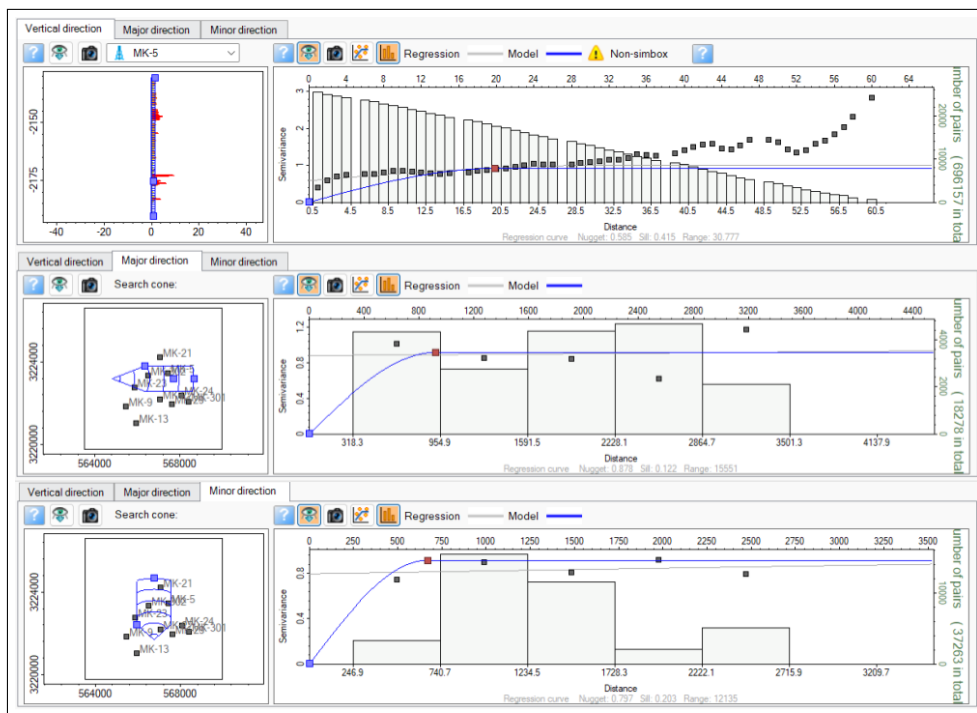 Vertical direction Major direction Minor direction
? MK-5 Regression Model Non-simbox ?
-2150
-2175
-40 -20 0 20 40
0 4 8 12 16 20 24 28 32 36 40 44 48 52 56 60 64
Semivariance
3
2
1
0
20000
10000
0
umber of pairs ( 696157 in total
0.5 4.5 8.5 12.5 16.5 20.5 24.5 28.5 32.5 36.5 40.5 44.5 48.5 52.5 56.5 60.5
Distance
Regression curve Nugget: 0.585 Sill: 0.415 Range: 30.777
Vertical direction Major direction Minor direction
? Search cone: ? Regression Model
3224000
3220000
MK-21
MK-5
MK-23
MK-24
MK-9
MK-301
MK-13
564000 568000
0 400 800 1200 1600 2000 2400 2800 3200 3600 4000 4400
Semivariance
1.2
0.8
0.4
0
4000
2000
0
umber of pairs ( 18278 in total
318.3 954.9 1591.5 2228.1 2864.7 3501.3 4137.9
Distance
Regression curve Nugget: 0.878 Sill: 0.122 Range: 15551
Vertical direction Major direction Minor direction
? Search cone: ? Regression Model
3224000
3220000
MK-21
MK-5
MK-23
MK-24
MK-9
MK-301
MK-13
564000 568000
0 250 500 750 1000 1250 1500 1750 2000 2250 2500 2750 3000 3250 3500
Semivariance
0.8
0.4
0
10000
0
umber of pairs ( 37263 in total
246.9 740.7 1234.5 1728.3 2222.1 2715.9 3209.7
Distance
Regression curve Nugget: 0.797 Sill: 0.203 Range: 12135